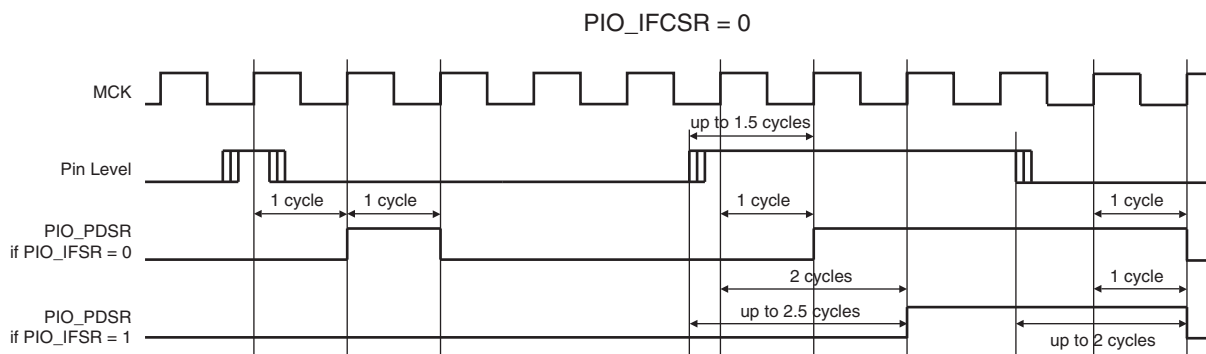 PIO_IFCSR = 0
MCK
up to 1.5 cycles
Pin Level
1 cycle
1 cycle
1 cycle
1 cycle
PIO_PDSR
if PIO_IFSR = 0
2 cycles
1 cycle
PIO_PDSR
if PIO_IFSR = 1
up to 2.5 cycles
up to 2 cycles